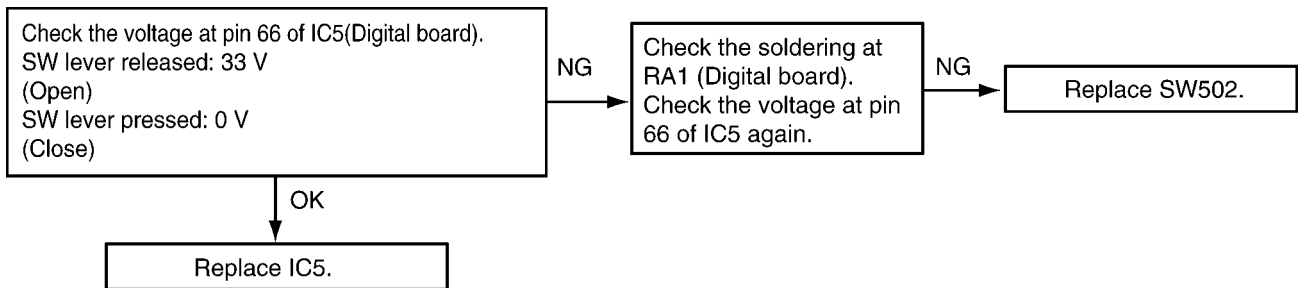 Check the voltage at pin 66 of IC5(Digital board).
SW lever released: 33 V
(Open)
SW lever pressed: 0 V
(Close)
NG
Check the soldering at
RA1 (Digital board).
Check the voltage at pin
66 of IC5 again.
NG
Replace SW502.
OK
Replace IC5.